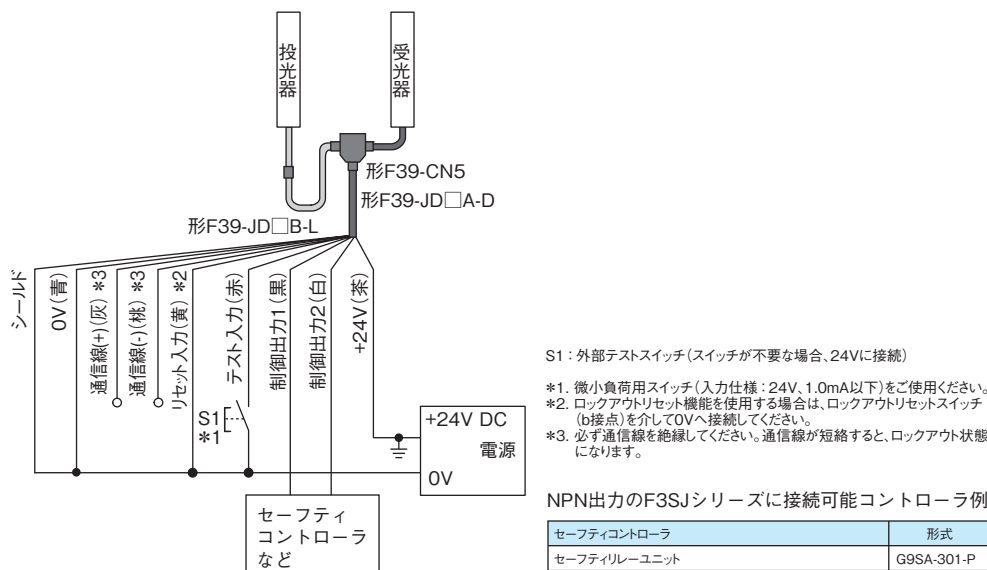 投光器
受光器
形F39-CN5
形F39-JD□A-D
形F39-JD□B-L
シールド
0V(青)
通信線(+)(灰) *3
通信線(-)(桃) *3
リセット入力(黄) *2
テスト入力(赤)
制御出力1(黒)
制御出力2(白)
+24V(茶)
S1
*1
+24V DC
電源
0V
セーフティ
コントローラ
など
S1:外部テストスイッチ(スイッチが不要な場合、24Vに接続)
*1. 微小負荷用スイッチ(入力仕様:24V、1.0mA以下)をご使用ください。
*2. ロックアウトリセット機能を使用する場合は、ロックアウトリセットスイッチ
(b接点)を介して0Vへ接続してください。
*3. 必ず通信線を絶縁してください。通信線が短絡すると、ロックアウト状態
になります。
NPN出力のF3SJシリーズに接続可能コントローラ例
セーフティコントローラ 形式
セーフティリレーユニット G9SA-301-P